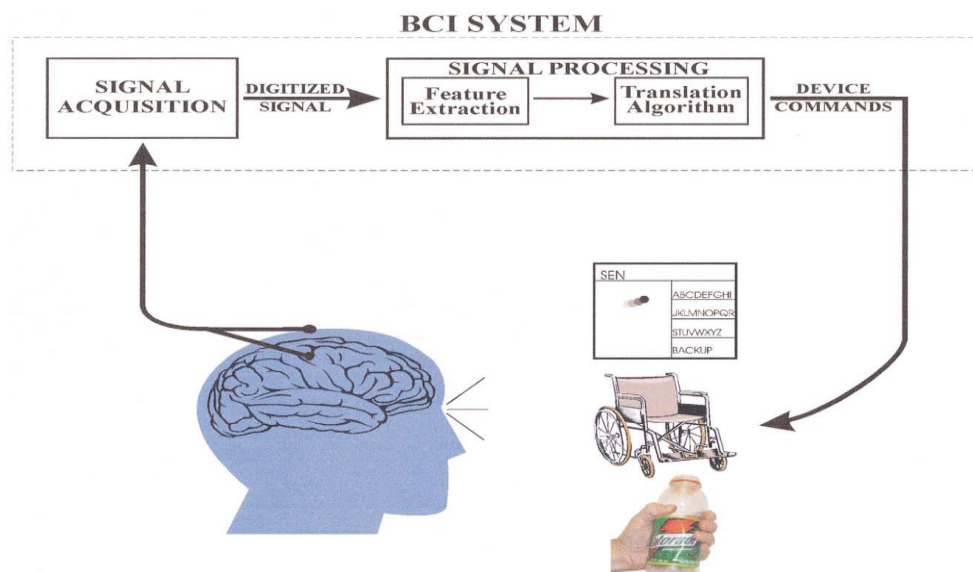 BCI SYSTEM
SIGNAL
ACQUISITION
DIGITIZED
SIGNAL
SIGNAL PROCESSING
Feature
Extraction
Translation
Algorithm
DEVICE
COMMANDS
SEN
ABCDEFGHI
JKLMNOPQR
STUVWXYZ
BACKUP